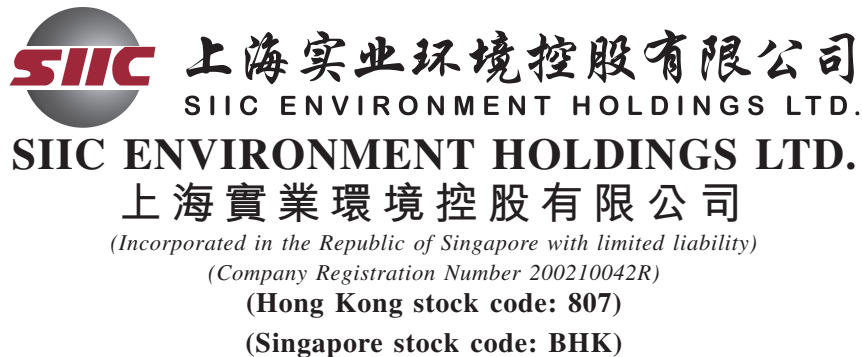 SIIC
上海实业环境控股有限公司
SIIC ENVIRONMENT HOLDINGS LTD.
SIIC ENVIRONMENT HOLDINGS LTD.
上海實業環境控股有限公司
(Incorporated in the Republic of Singapore with limited liability)
(Company Registration Number 200210042R)
(Hong Kong stock code: 807)
(Singapore stock code: BHK)